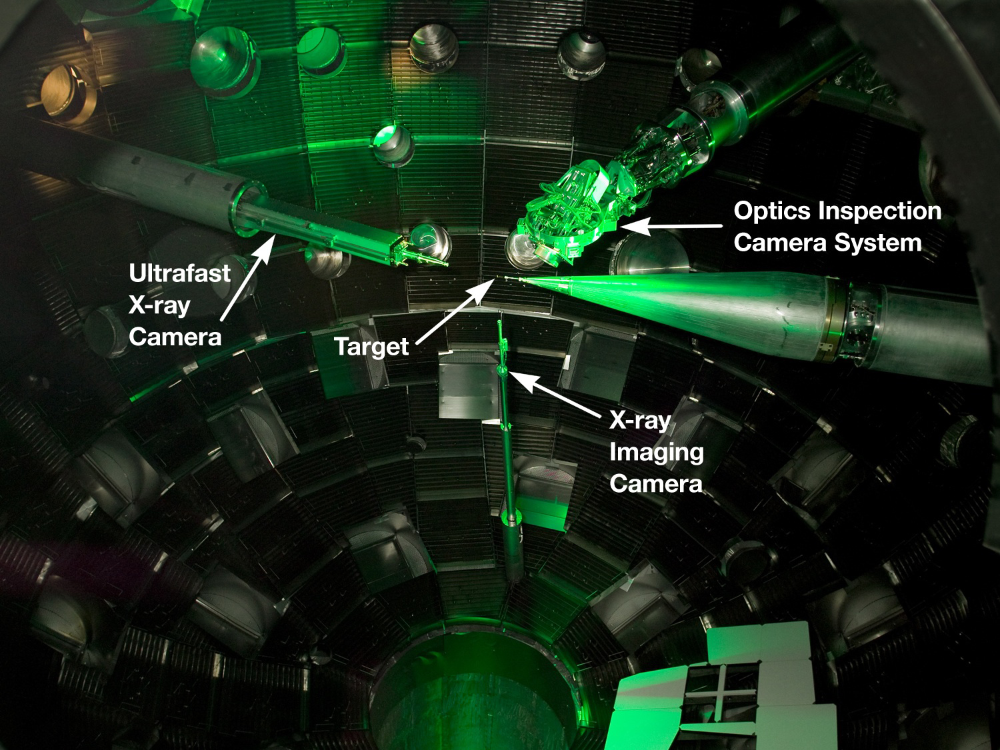 Optics Inspection
Camera System
Ultrafast
X-ray
Camera
Target
X-ray
Imaging
Camera